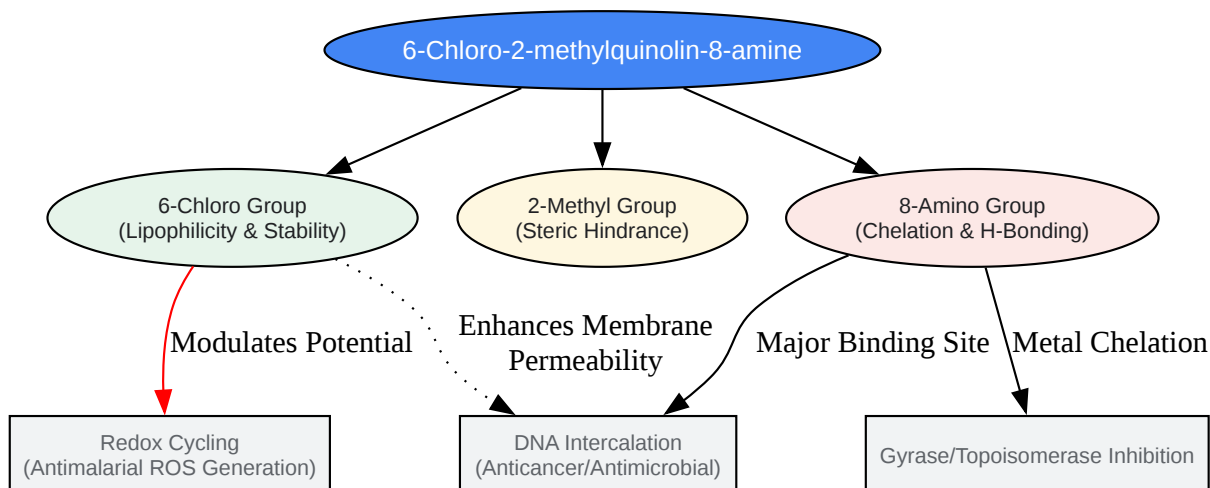 6-Chloro-2-methylquinolin-8-amine
6-Chloro Group
(Lipophilicity & Stability)
2-Methyl Group
(Steric Hindrance)
8-Amino Group
(Chelation & H-Bonding)
Modulates Potential
Enhances Membrane
Permeability
Major Binding Site
Metal Chelation
Redox Cycling
(Antimalarial ROS Generation)
DNA Intercalation
(Anticancer/Antimicrobial)
Gyrase/Topoisomerase Inhibition